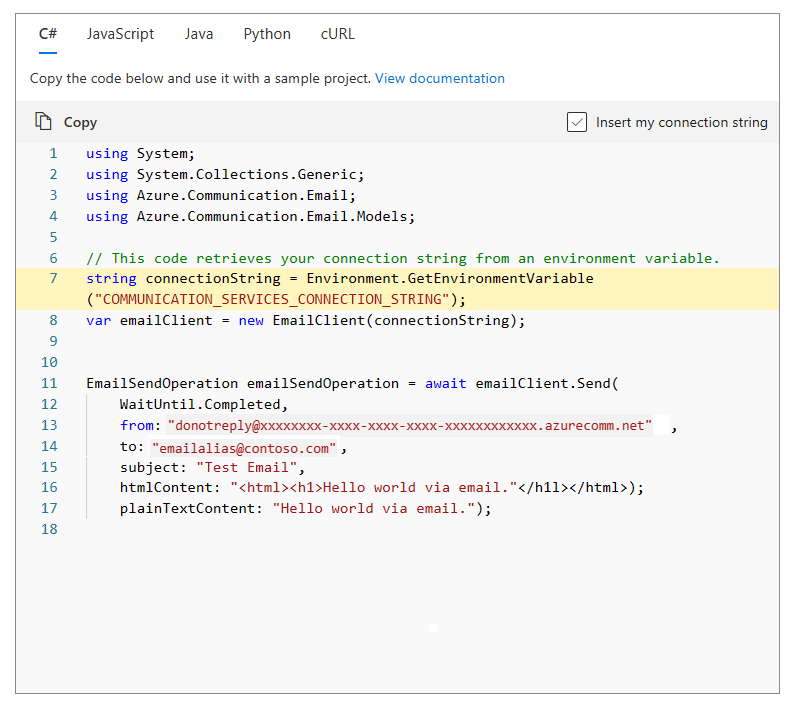 C# JavaScript Java Python cURL
Copy the code below and use it with a sample project. View documentation
Copy Insert my connection string
1 using System;
2 using System.Collections.Generic;
3 using Azure.Communication.Email;
4 using Azure.Communication.Email.Models;
5
6 // This code retrieves your connection string from an environment variable.
7 string connectionString = Environment.GetEnvironmentVariable
("COMMUNICATION_SERVICES_CONNECTION_STRING");
8 var emailClient = new EmailClient(connectionString);
9
10
11 EmailSendOperation emailSendOperation = await emailClient.Send(
12 WaitUntil.Completed,
13 from: "donotreply@xxxxxxxx-xxxx-xxxx-xxxx-xxxxxxxxxxxx.azurecomm.net" ,
14 to: "emailalias@contoso.com" ,
15 subject: "Test Email",
16 htmlContent: "<html><h1>Hello world via email."</h1l></html>);
17 plainTextContent: "Hello world via email.");
18